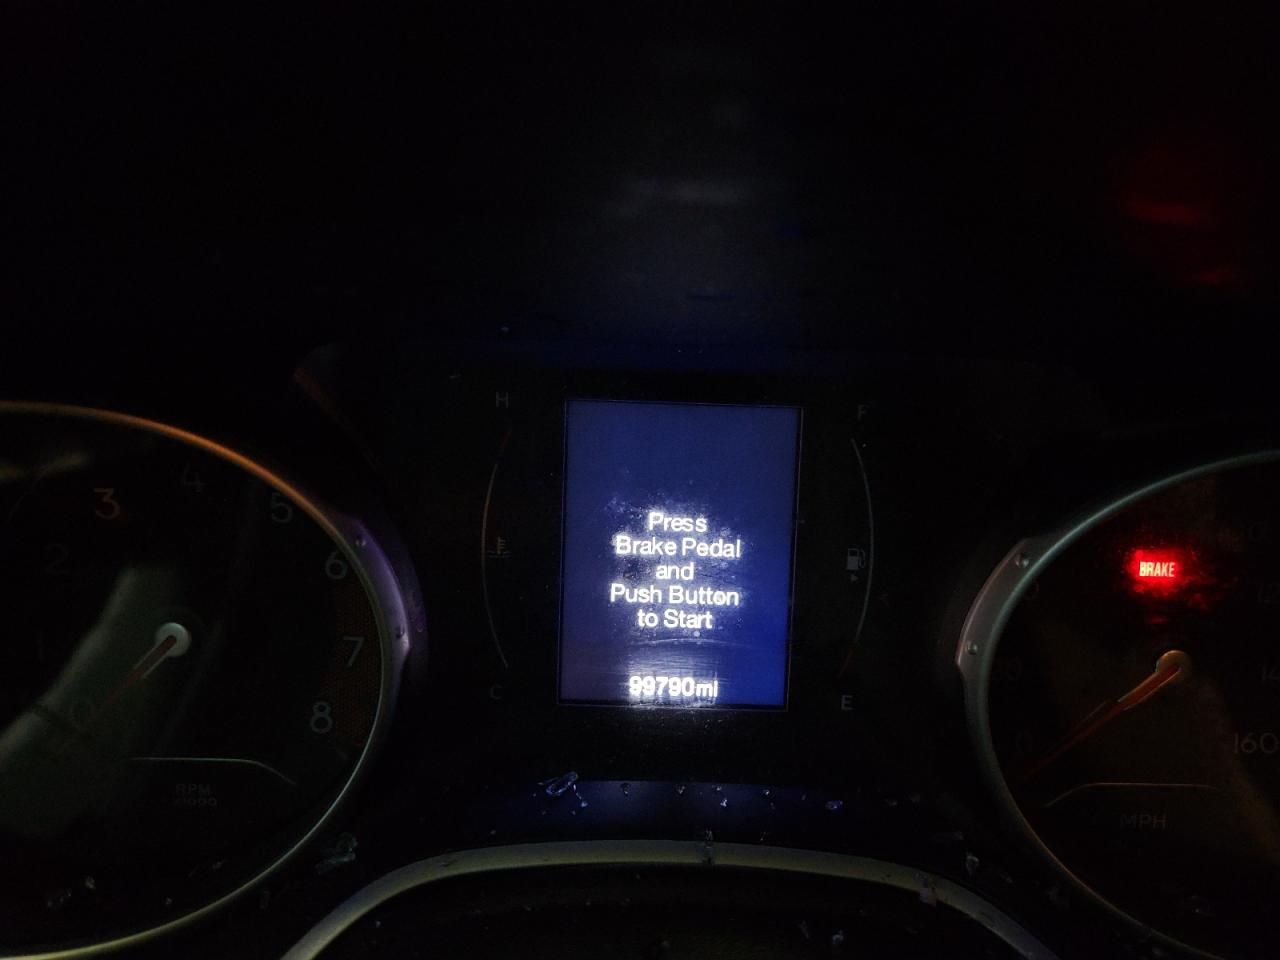 H
F
3
4
5
2
6
Press
Brake Pedal
and
Push Button
to Start
BRAKE
7
99790mi
C
E
8
160
RPM
x1000
MPH